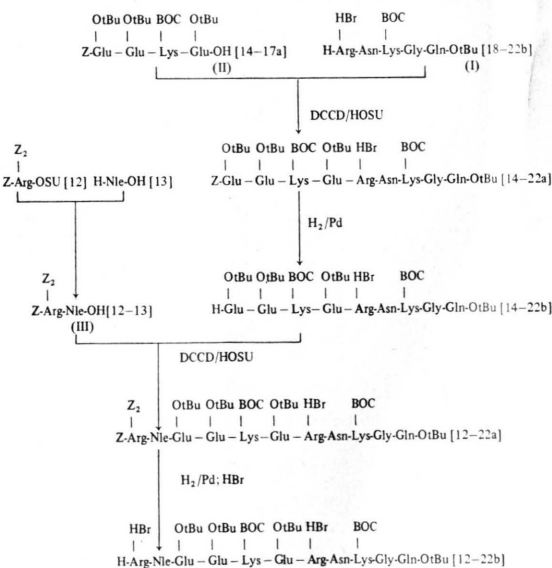 OtBu OtBu BOC OtBu
Z-Glu – Glu – Lys – Glu-OH [14–17a]
(II)
HBr BOC
H-Arg-Asn-Lys-Gly-Gln-OtBu [18–22b]
(I)
DCCD/HOSU
Z₂
Z-Arg-OSU [12] H-Nle-OH [13]
OtBu OtBu BOC OtBu HBr BOC
Z-Glu – Glu – Lys – Glu – Arg-Asn-Lys-Gly-Gln-OtBu [14–22a]
H₂/Pd
Z₂
Z-Arg-Nle-OH[12–13]
(III)
OtBu OtBu BOC OtBu HBr BOC
H-Glu – Glu – Lys – Glu – Arg-Asn-Lys-Gly-Gln-OtBu [14–22b]
DCCD/HOSU
Z₂ OtBu OtBu BOC OtBu HBr BOC
Z-Arg-Nle-Glu – Glu – Lys – Glu – Arg-Asn-Lys-Gly-Gln-OtBu [12–22a]
H₂/Pd; HBr
HBr OtBu OtBu BOC OtBu HBr BOC
H-Arg-Nle-Glu – Glu – Lys – Glu – Arg-Asn-Lys-Gly-Gln-OtBu [12–22b]